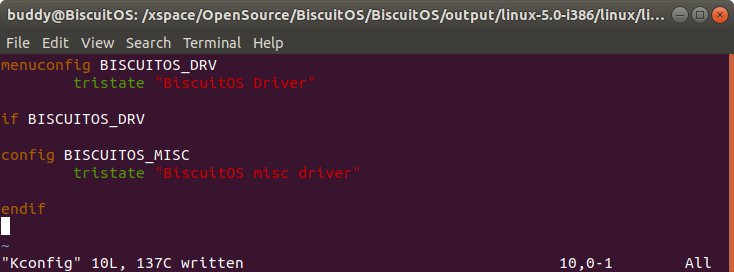 buddy@BiscuitOS: /xspace/OpenSource/BiscuitOS/BiscuitOS/output/linux-5.0-i386/linux/li...
File Edit View Search Terminal Help
menuconfig BISCUITOS_DRV
        tristate "BiscuitOS Driver"
if BISCUITOS_DRV
config BISCUITOS_MISC
        tristate "BiscuitOS misc driver"
endif
~
"Kconfig" 10L, 137C written 10,0-1 All